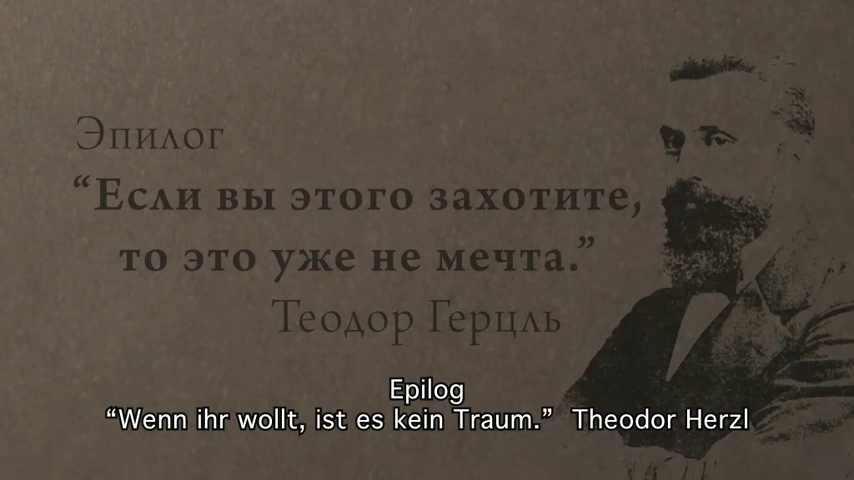 Эпилог
“Если вы этого захотите,
то это уже не мечта.”
Теодор Герцль
Epilog
“Wenn ihr wollt, ist es kein Traum.” Theodor Herzl